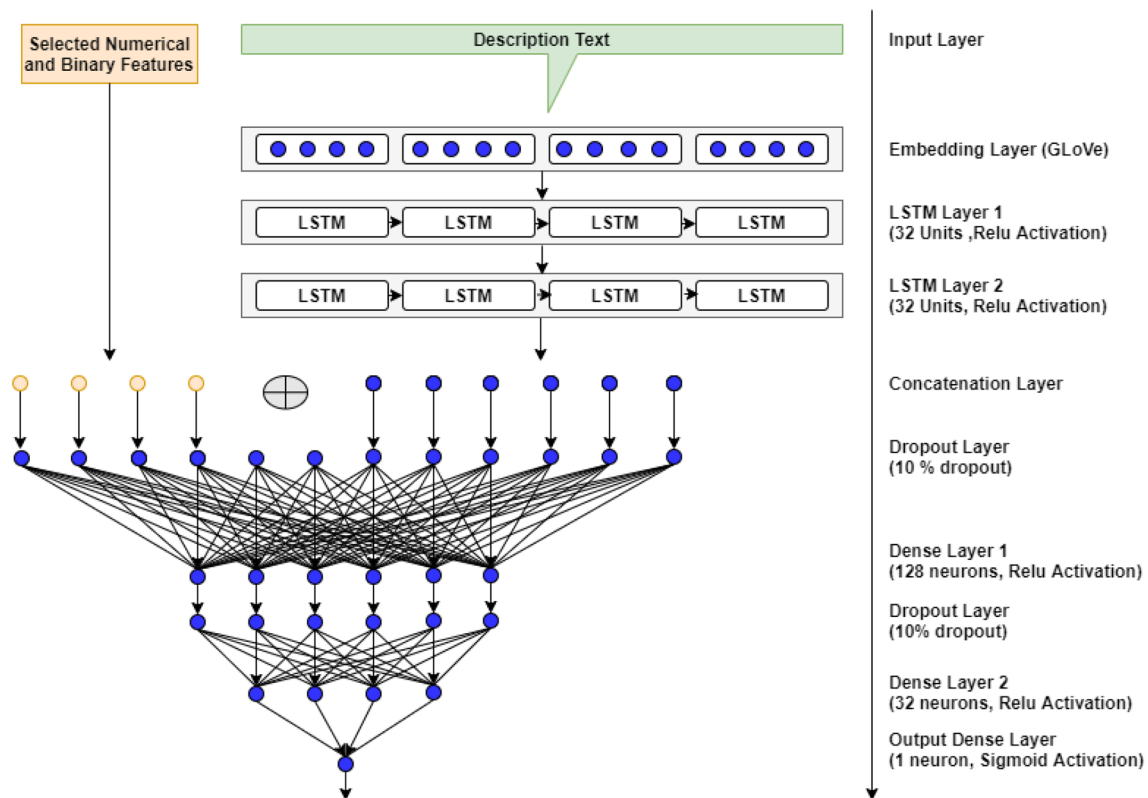 Selected Numerical
and Binary Features
Description Text
Input Layer
Embedding Layer (GLoVe)
LSTM
LSTM
LSTM
LSTM
LSTM Layer 1
(32 Units ,Relu Activation)
LSTM
LSTM
LSTM
LSTM
LSTM Layer 2
(32 Units, Relu Activation)
Concatenation Layer
Dropout Layer
(10 % dropout)
Dense Layer 1
(128 neurons, Relu Activation)
Dropout Layer
(10% dropout)
Dense Layer 2
(32 neurons, Relu Activation)
Output Dense Layer
(1 neuron, Sigmoid Activation)